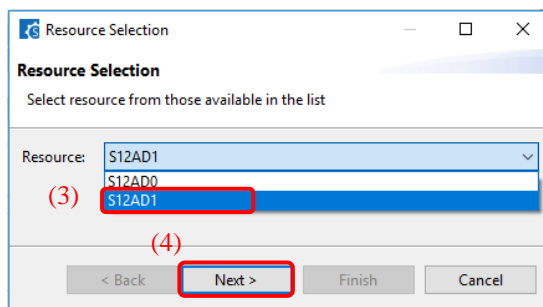 Resource Selection
Resource Selection
Select resource from those available in the list
Resource: S12AD1
S12AD0
(3) S12AD1
(4)
< Back Next > Finish Cancel